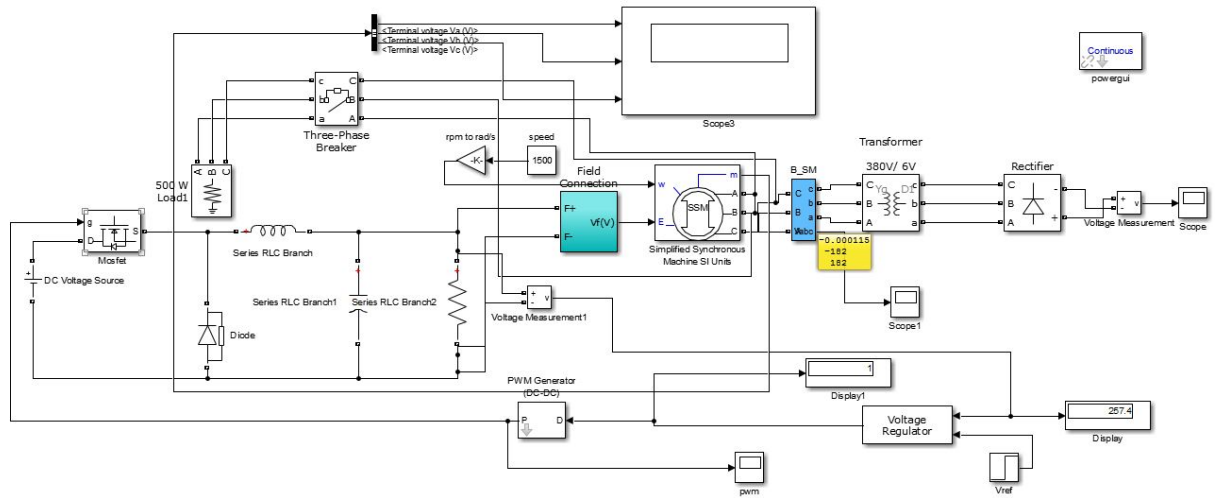 <Terminal voltage Va (V)>
<Terminal voltage Vb (V)>
<Terminal voltage Vc (V)>
Scope3
Continuous
powergui
c
C
b
B
a
A
Three-Phase
Breaker
A
B
C
500 W
Load1
rpm to rad/s
-K-
speed
1500
Field
Connection
F+
F-
Vf(V)
w
E
m
SSM
A
B
C
Simplified Synchronous
Machine SI Units
B_SM
C
B
c
b
a
Transformer
380V/ 6V
C
B
A
Yg
D1
c
b
a
Rectifier
C
B
A
-
+
+
-
v
Voltage Measurement
Scope
-0.000115
-182
182
Scope1
g
D
S
Mosfet
DC Voltage Source
Diode
Series RLC Branch
Series RLC Branch1
Series RLC Branch2
+
-
v
Voltage Measurement1
PWM Generator
(DC-DC)
P
D
pwm
1
Display1
Voltage
Regulator
257.4
Display
Vref